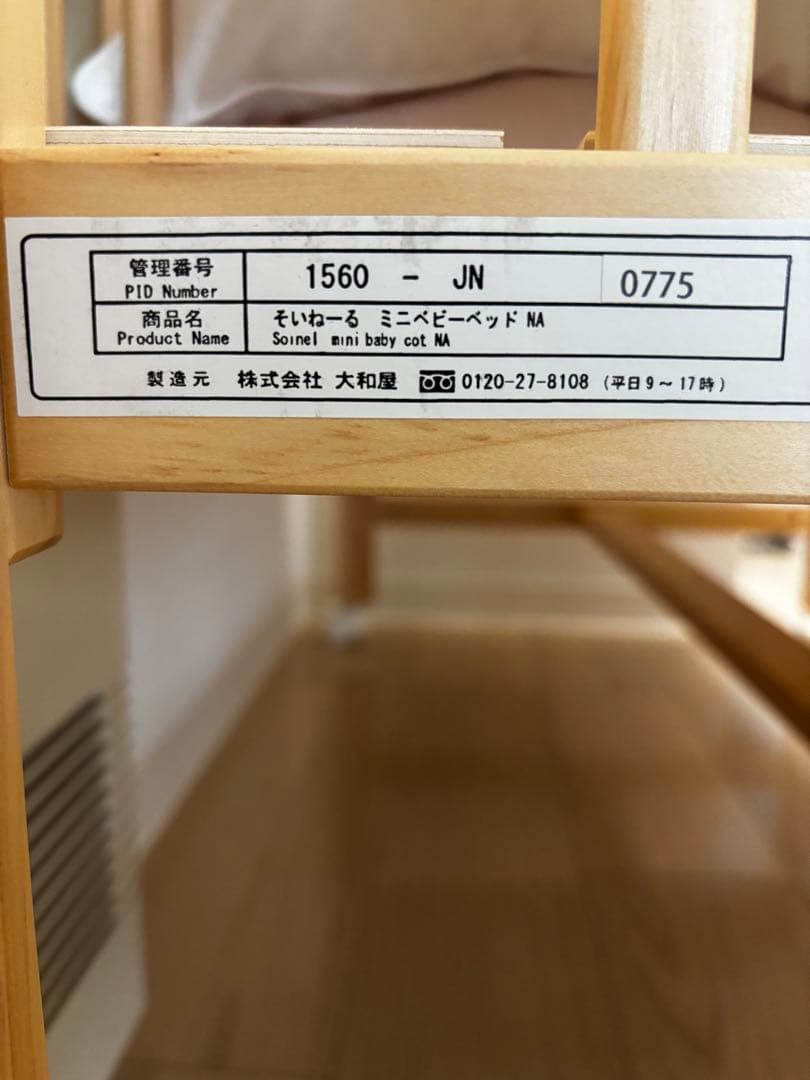 管理番号 1560 - JN 0775
PID Number
商品名 そいねーる ミニベビーベッド NA
Product Name Soinel mini baby cot NA
製造元 株式会社 大和屋 0120-27-8108 (平日9~17時)